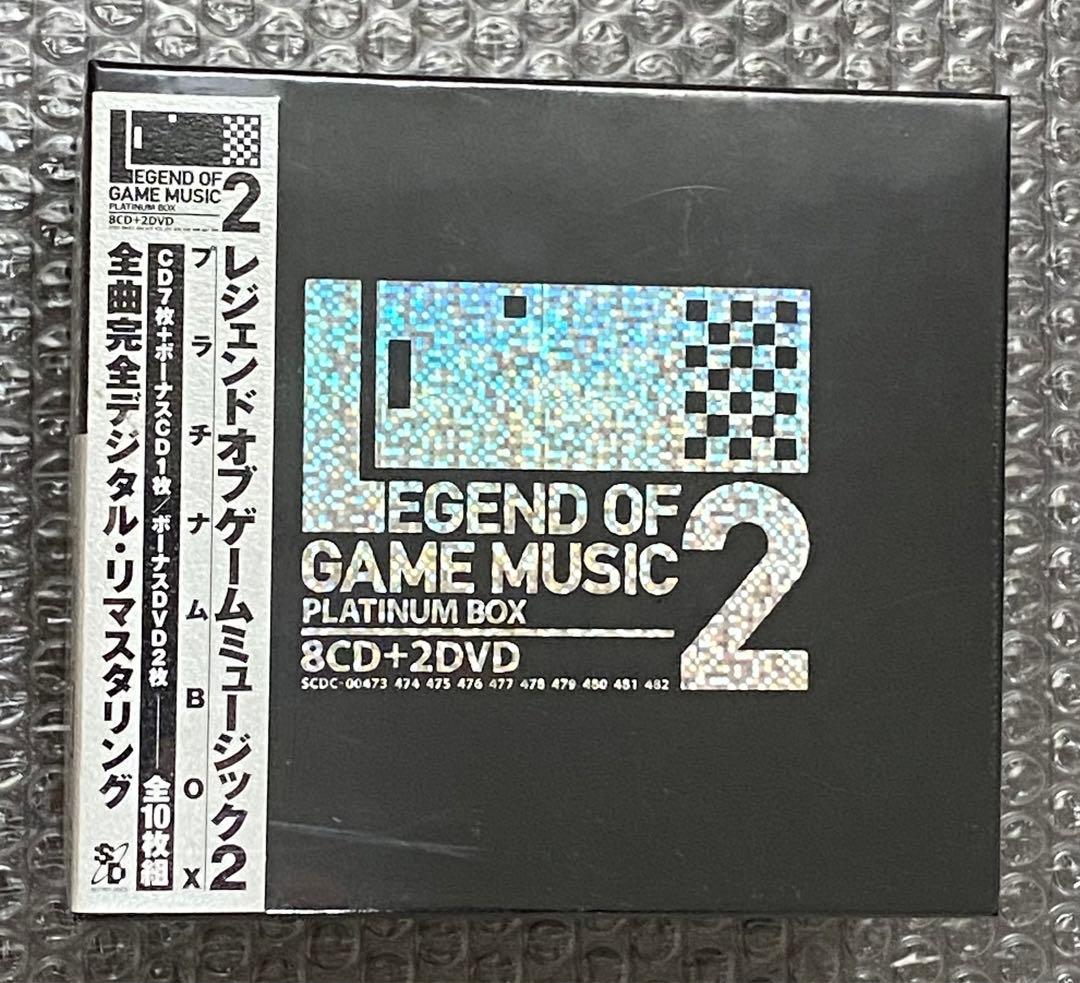 LEGEND OF
GAME MUSIC 2
PLATINUM BOX
8CD+2DVD
レジェンドオブゲームミュージック2
プラチナムBOX
CD7枚+ボーナスCD1枚/ボーナスDVD2枚――全10枚組
全曲完全デジタル・リマスタリング
SD
LEGEND OF
GAME MUSIC 2
PLATINUM BOX
8CD+2DVD
SCDC-00473 474 475 476 477 478 479 480 481 482